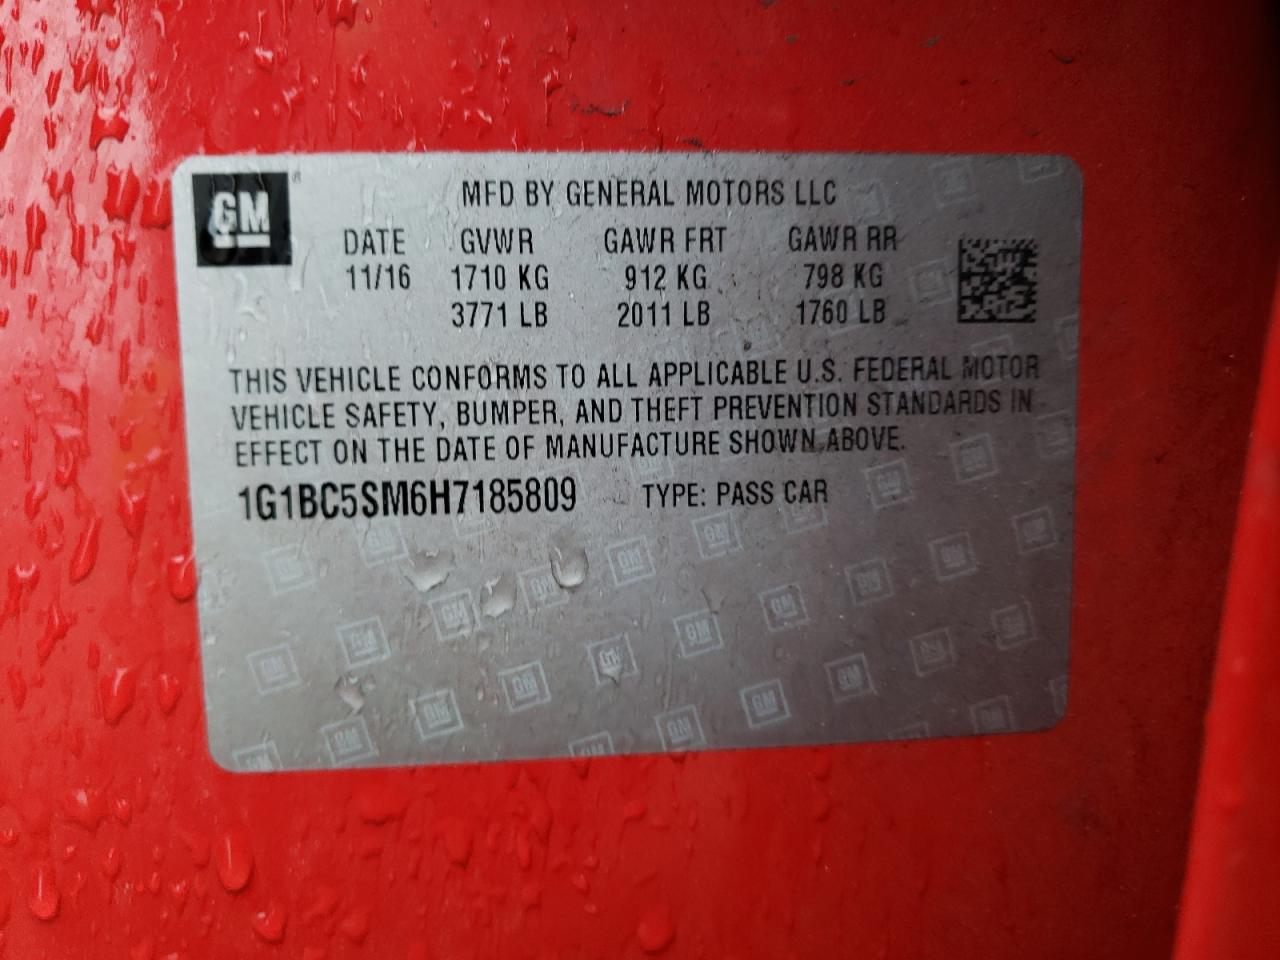 GM ®
MFD BY GENERAL MOTORS LLC
DATE GVWR GAWR FRT GAWR RR
11/16 1710 KG 912 KG 798 KG
3771 LB 2011 LB 1760 LB
THIS VEHICLE CONFORMS TO ALL APPLICABLE U.S. FEDERAL MOTOR
VEHICLE SAFETY, BUMPER, AND THEFT PREVENTION STANDARDS IN
EFFECT ON THE DATE OF MANUFACTURE SHOWN ABOVE.
1G1BC5SM6H7185809 TYPE: PASS CAR